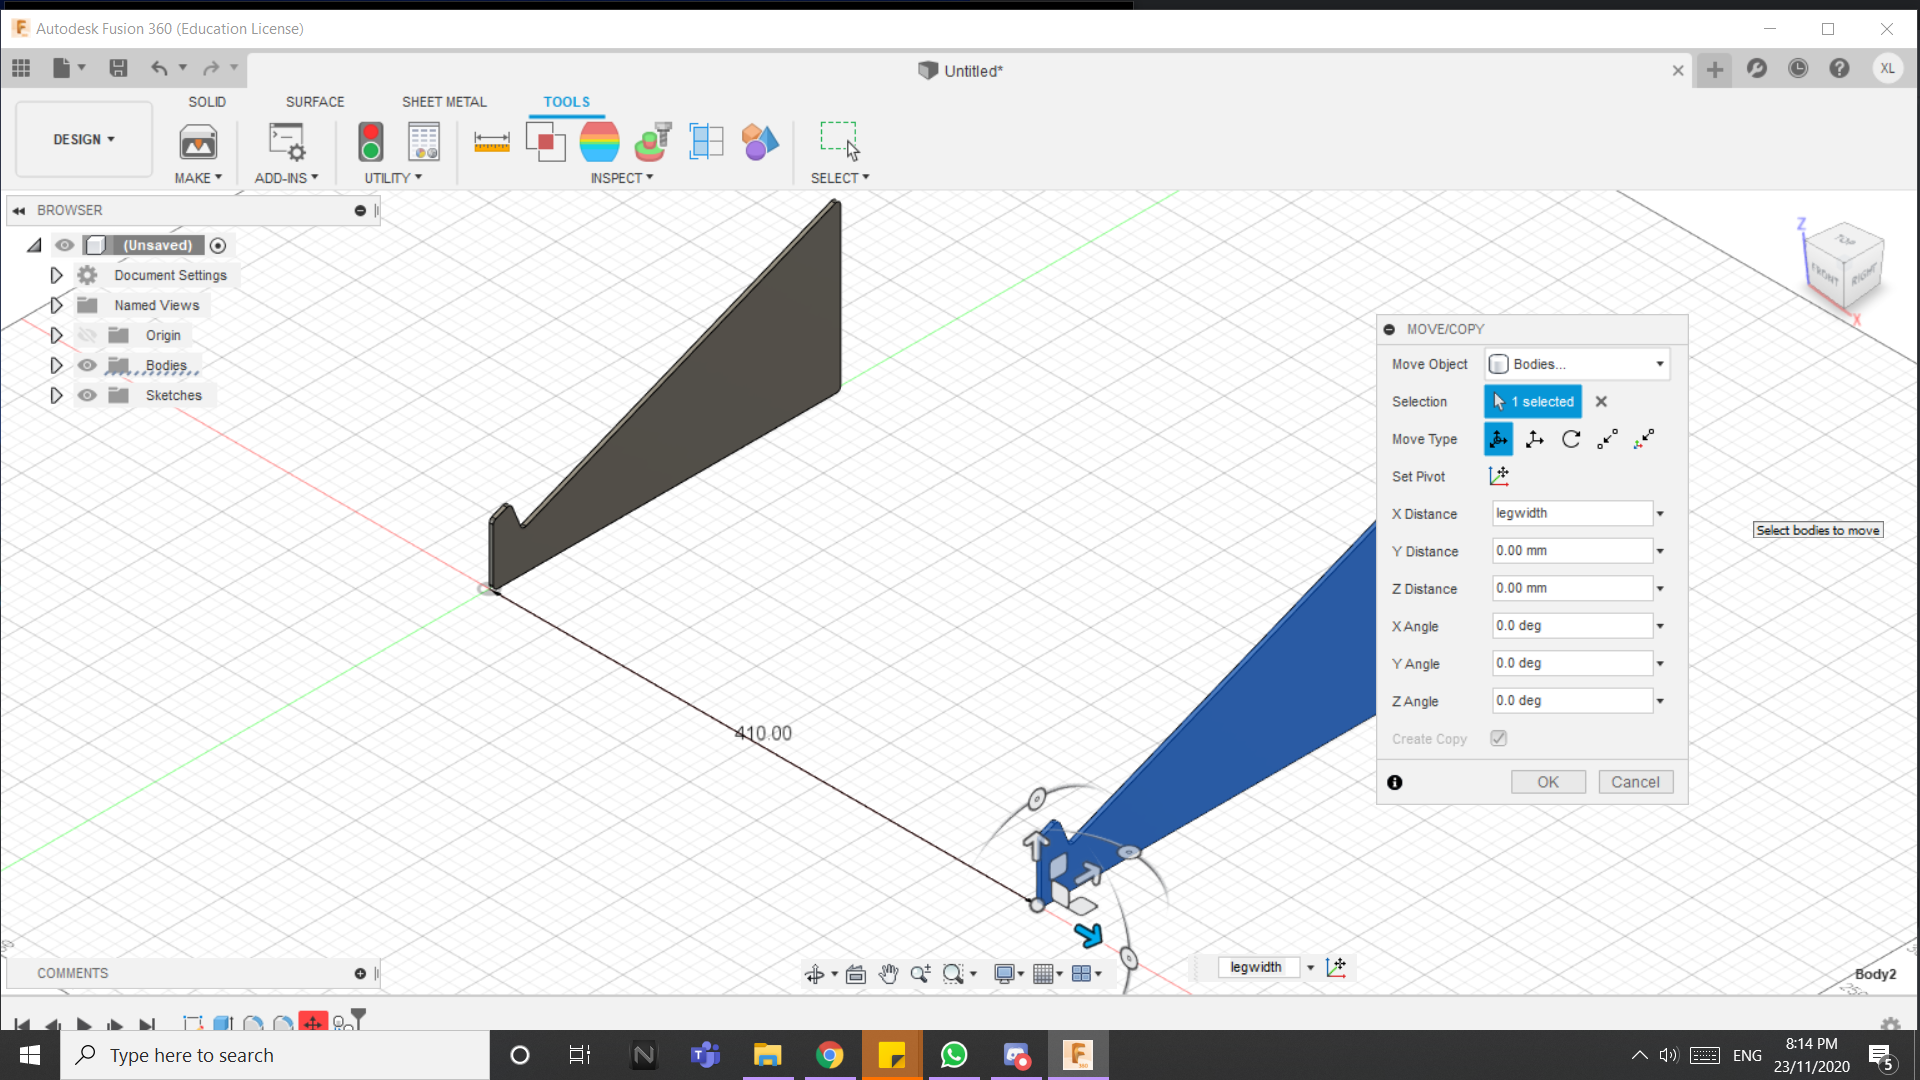 Autodesk Fusion 360 (Education License)
Untitled*
XL
SOLID
SURFACE
SHEET METAL
TOOLS
DESIGN
MAKE
ADD-INS
UTILITY
INSPECT
SELECT
BROWSER
(Unsaved)
Document Settings
Named Views
Origin
Bodies
Sketches
Z
TOP
FRONT
RIGHT
X
MOVE/COPY
Move Object
Bodies...
Selection
1 selected
Move Type
Set Pivot
X Distance
legwidth
Y Distance
0.00 mm
Z Distance
0.00 mm
X Angle
0.0 deg
Y Angle
0.0 deg
Z Angle
0.0 deg
Create Copy
OK
Cancel
Select bodies to move
410.00
legwidth
Body2
250
COMMENTS
Type here to search
ENG
8:14 PM
23/11/2020
5